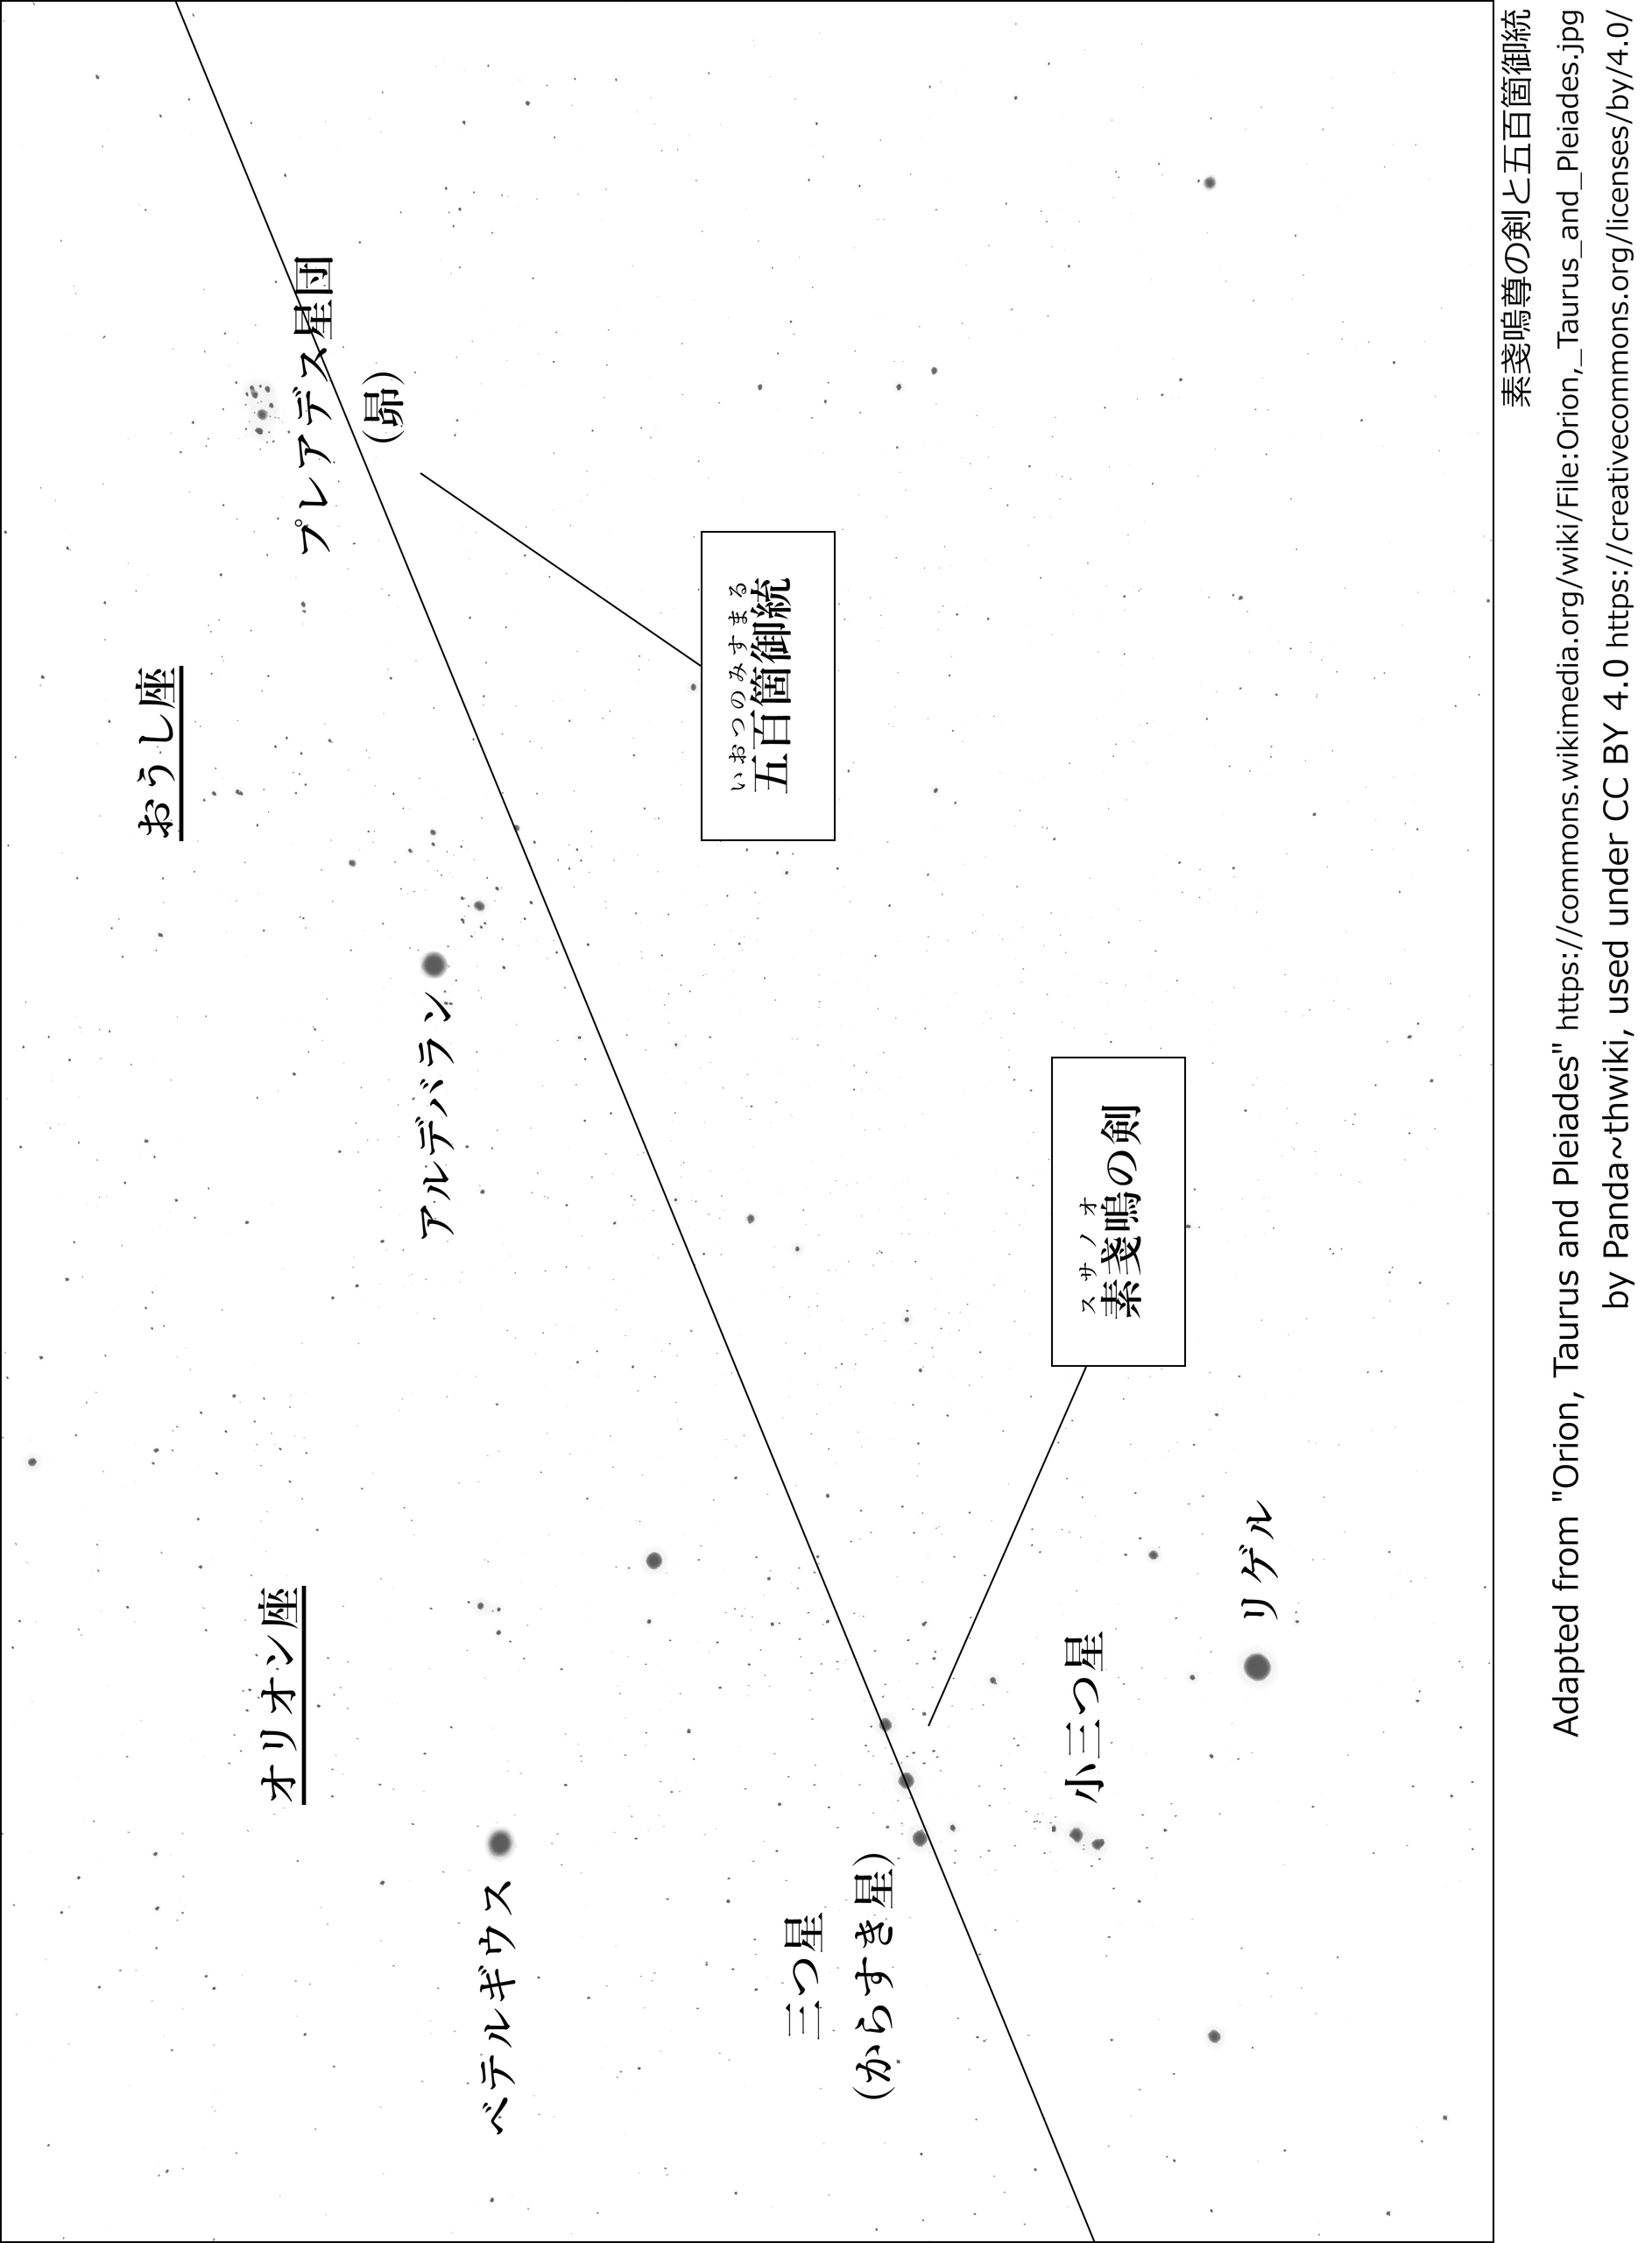 おうし座
プレアデス星団
(昴)
いおつのみすまる
五百箇御統
アルデバラン
オリオン座
ベテルギウス
三つ星
(からすき星)
スサノオ
素戔嗚の剣
小三つ星
リゲル
素戔嗚尊の剣と五百箇御統
Adapted from "Orion, Taurus and Pleiades" https://commons.wikimedia.org/wiki/File:Orion,_Taurus_and_Pleiades.jpg
by Panda~thwiki, used under CC BY 4.0 https://creativecommons.org/licenses/by/4.0/